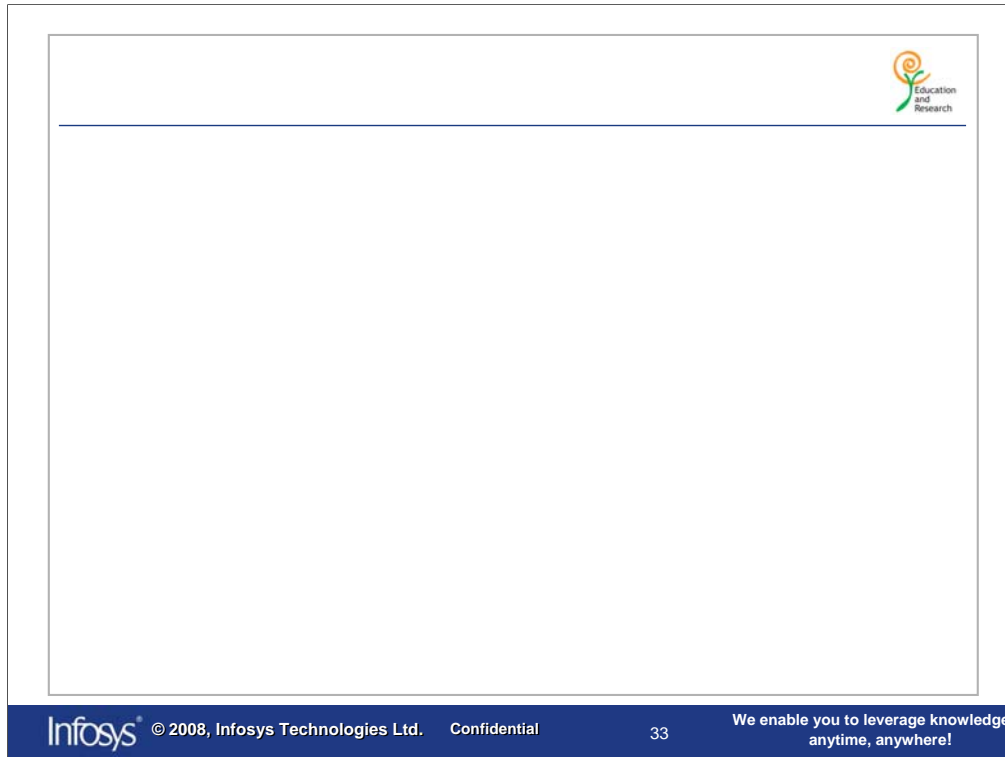 Education
and
Research
Infosys® © 2008, Infosys Technologies Ltd. Confidential 33 We enable you to leverage knowledge
anytime, anywhere!